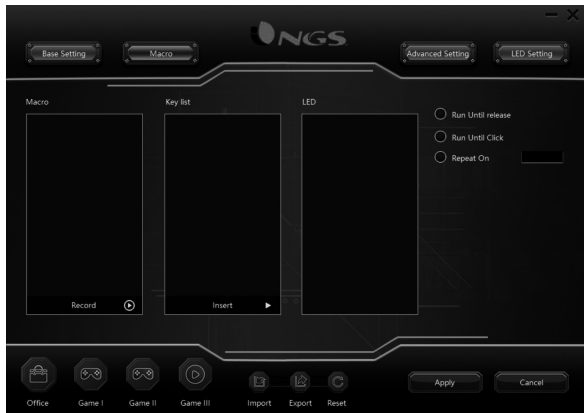 NGS
Base Setting
Macro
Advanced Setting
LED Setting
Macro
Key list
LED
Run Until release
Run Until Click
Repeat On
Record
Insert
Office
Game I
Game II
Game III
Import
Export
Reset
Apply
Cancel